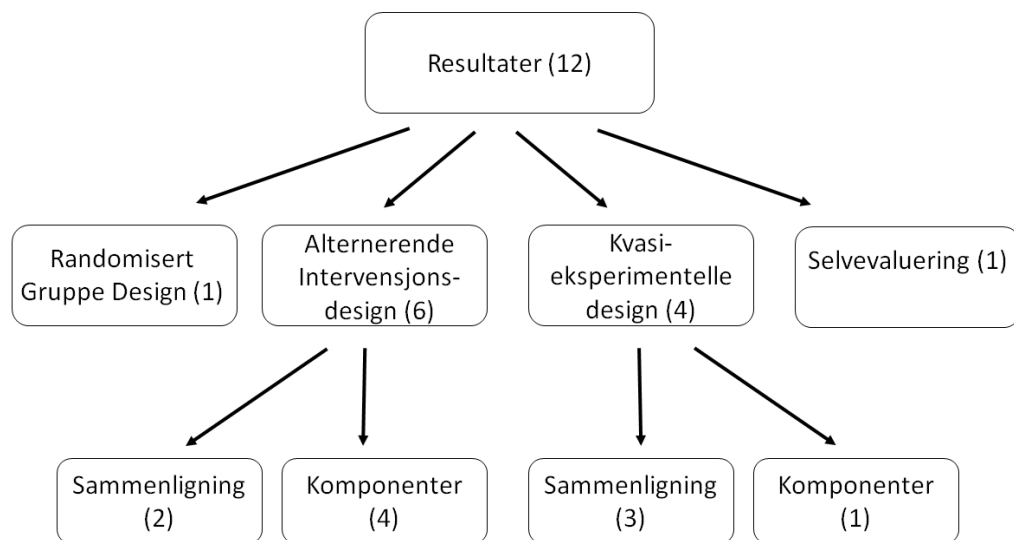 Resultater (12)
Randomisert
Gruppe Design (1)
Alternerende
Intervensjons-
design (6)
Kvasi-
eksperimentelle
design (4)
Selvevaluering (1)
Sammenligning
(2)
Komponenter
(4)
Sammenligning
(3)
Komponenter
(1)